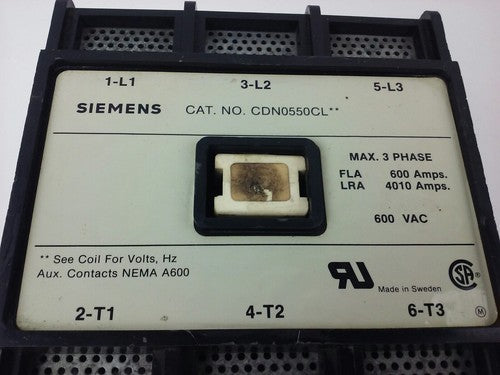 1-L1 3-L2 5-L3
SIEMENS CAT. NO. CDN0550CL**
MAX. 3 PHASE
FLA 600 Amps.
LRA 4010 Amps.
600 VAC
** See Coil For Volts, Hz
Aux. Contacts NEMA A600
RU
Made in Sweden
SA
2-T1 4-T2 6-T3
M